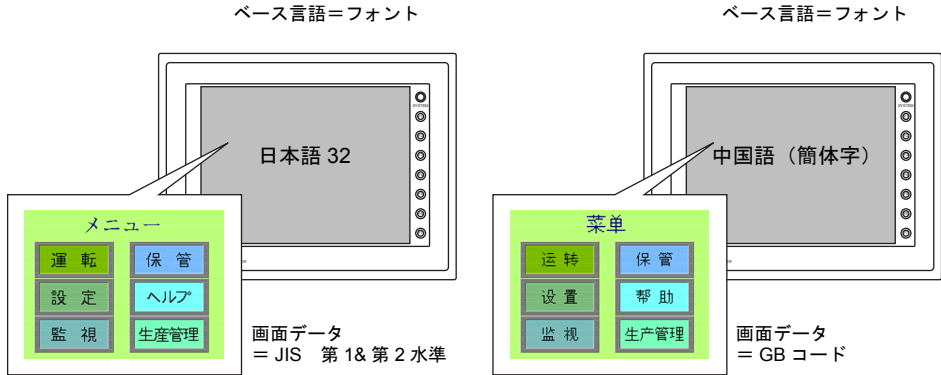 ベース言語＝フォント
日本語 32
SYSTEM
メニュー
運 転
保 管
設 定
ヘルプ
監 視
生産管理
画面データ
＝ JIS 第 1& 第 2 水準
ベース言語＝フォント
中国語（簡体字）
SYSTEM
菜单
运 转
保 管
设 置
帮 助
监 视
生产管理
画面データ
＝ GB コード